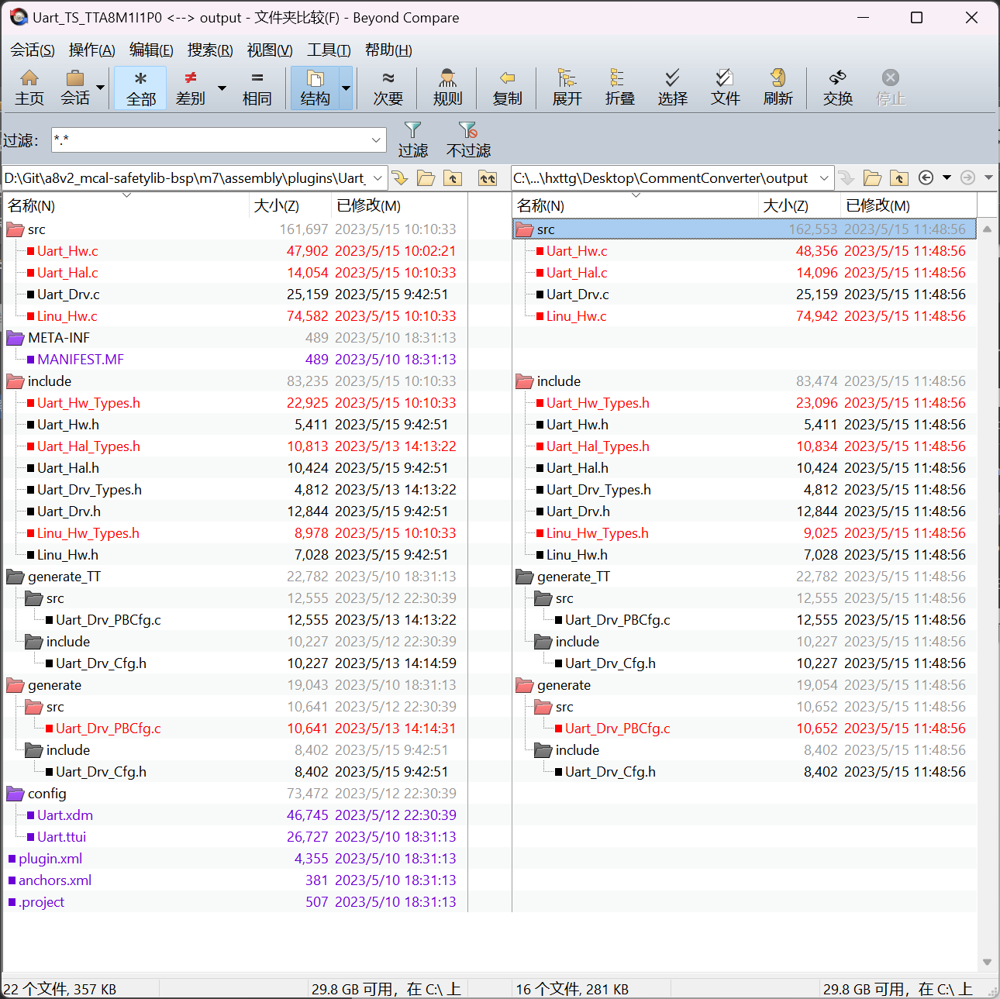 Uart_TS_TTA8M1I1P0 <--> output - 文件夹比较(F) - Beyond Compare
会话(S) 操作(A) 编辑(E) 搜索(R) 视图(V) 工具(T) 帮助(H)
主页 会话 全部 差别 相同 结构 次要 规则 复制 展开 折叠 选择 文件 刷新 交换 停止
过滤: *.* 过滤 不过滤
D:\Git\a8v2_mcal-safetylib-bsp\m7\assembly\plugins\Uart_ C:\...\hxttg\Desktop\CommentConverter\output
名称(N) 大小(Z) 已修改(M) 名称(N) 大小(Z) 已修改(M)
src 161,697 2023/5/15 10:10:33 src 162,553 2023/5/15 11:48:56
Uart_Hw.c 47,902 2023/5/15 10:02:21 Uart_Hw.c 48,356 2023/5/15 11:48:56
Uart_Hal.c 14,054 2023/5/15 10:10:33 Uart_Hal.c 14,096 2023/5/15 11:48:56
Uart_Drv.c 25,159 2023/5/15 9:42:51 Uart_Drv.c 25,159 2023/5/15 11:48:56
Linu_Hw.c 74,582 2023/5/15 10:10:33 Linu_Hw.c 74,942 2023/5/15 11:48:56
META-INF 489 2023/5/10 18:31:13
MANIFEST.MF 489 2023/5/10 18:31:13
include 83,235 2023/5/15 10:10:33 include 83,474 2023/5/15 11:48:56
Uart_Hw_Types.h 22,925 2023/5/15 10:10:33 Uart_Hw_Types.h 23,096 2023/5/15 11:48:56
Uart_Hw.h 5,411 2023/5/15 9:42:51 Uart_Hw.h 5,411 2023/5/15 11:48:56
Uart_Hal_Types.h 10,813 2023/5/13 14:13:22 Uart_Hal_Types.h 10,834 2023/5/15 11:48:56
Uart_Hal.h 10,424 2023/5/15 9:42:51 Uart_Hal.h 10,424 2023/5/15 11:48:56
Uart_Drv_Types.h 4,812 2023/5/13 14:13:22 Uart_Drv_Types.h 4,812 2023/5/15 11:48:56
Uart_Drv.h 12,844 2023/5/15 9:42:51 Uart_Drv.h 12,844 2023/5/15 11:48:56
Linu_Hw_Types.h 8,978 2023/5/15 10:10:33 Linu_Hw_Types.h 9,025 2023/5/15 11:48:56
Linu_Hw.h 7,028 2023/5/15 9:42:51 Linu_Hw.h 7,028 2023/5/15 11:48:56
generate_TT 22,782 2023/5/10 18:31:13 generate_TT 22,782 2023/5/15 11:48:56
src 12,555 2023/5/12 22:30:39 src 12,555 2023/5/15 11:48:56
Uart_Drv_PBCfg.c 12,555 2023/5/13 14:13:22 Uart_Drv_PBCfg.c 12,555 2023/5/15 11:48:56
include 10,227 2023/5/12 22:30:39 include 10,227 2023/5/15 11:48:56
Uart_Drv_Cfg.h 10,227 2023/5/13 14:14:59 Uart_Drv_Cfg.h 10,227 2023/5/15 11:48:56
generate 19,043 2023/5/10 18:31:13 generate 19,054 2023/5/15 11:48:56
src 10,641 2023/5/12 22:30:39 src 10,652 2023/5/15 11:48:56
Uart_Drv_PBCfg.c 10,641 2023/5/13 14:14:31 Uart_Drv_PBCfg.c 10,652 2023/5/15 11:48:56
include 8,402 2023/5/15 9:42:51 include 8,402 2023/5/15 11:48:56
Uart_Drv_Cfg.h 8,402 2023/5/15 9:42:51 Uart_Drv_Cfg.h 8,402 2023/5/15 11:48:56
config 73,472 2023/5/12 22:30:39
Uart.xdm 46,745 2023/5/12 22:30:39
Uart.ttui 26,727 2023/5/10 18:31:13
plugin.xml 4,355 2023/5/10 18:31:13
anchors.xml 381 2023/5/10 18:31:13
.project 507 2023/5/10 18:31:13
22 个文件, 357 KB 29.8 GB 可用，在 C:\ 上 16 个文件, 281 KB 29.8 GB 可用，在 C:\ 上